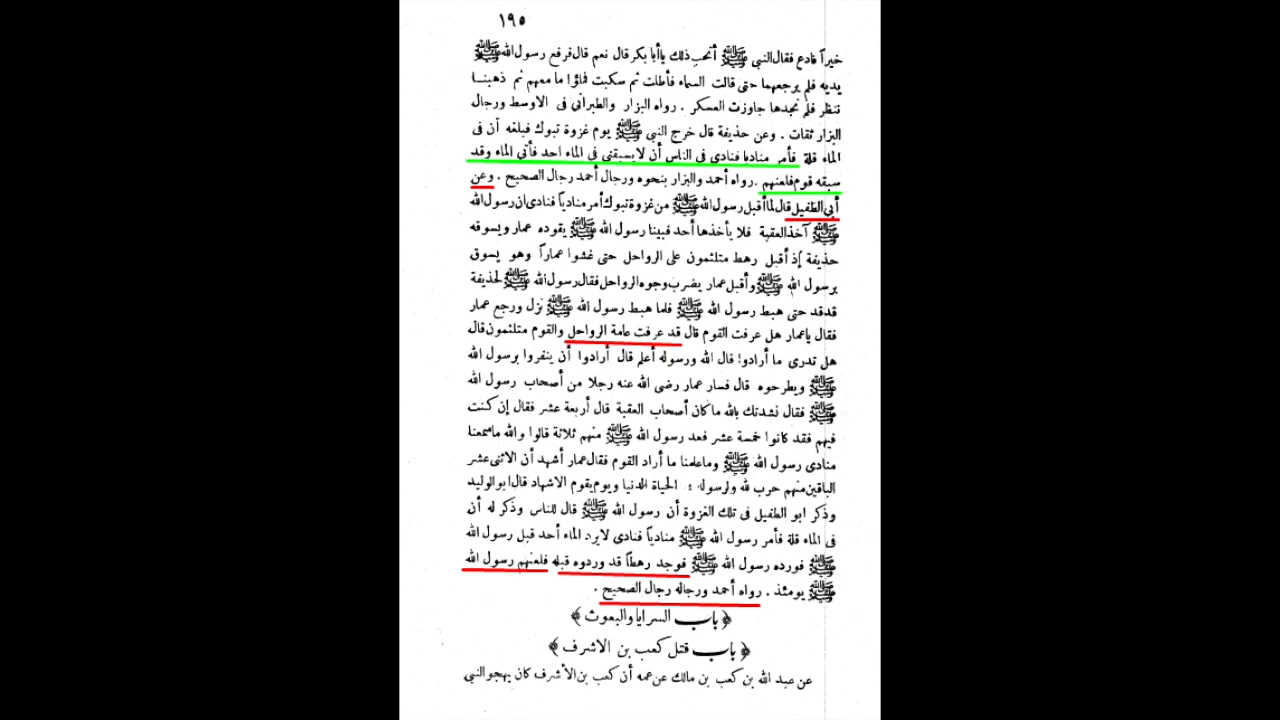 ١٩٥
خيراً فادع فقال النبي ﷺ أتحب ذلك ياأبا بكر قال نعم قال فرفع رسول الله ﷺ
يديه فلم يرجعهما حتى قالت السماء فأطلت ثم سكبت فملؤا ما معهم ثم ذهبنا
ننظر فلم نجدها جاوزت العسكر . رواه البزار والطبراني فى الاوسط ورجال
البزار ثقات . وعن حذيفة قال خرج النبي ﷺ يوم غزوة تبوك فبلغه أن فى
الماء قلة فأمر مناديا فنادى فى الناس أن لا يسبقنى فى الماء احد فأتى الماء وقد
سبقه قوم فلعنهم . رواه أحمد والبزار بنحوه ورجال أحمد رجال الصحيح . وعن
أبي الطفيل قال لما أقبل رسول الله ﷺ من غزوة تبوك أمر مناديا فنادى ان رسول الله
ﷺ آخذ العقبة فلا يأخذها أحد فبينا رسول الله ﷺ يقوده عمار ويسوقه
حذيفة إذ أقبل رهط متلثمون على الرواحل حتى غشوا عماراً وهو يسوق
برسول الله ﷺ وأقبل عمار يضرب وجوه الرواحل فقال رسول الله ﷺ لحذيفة
قد قد حتى هبط رسول الله ﷺ فلما هبط رسول الله ﷺ نزل ورجع عمار
فقال ياعمار هل عرفت القوم قال قد عرفت عامة الرواحل والقوم متلثمون قال
هل تدرى ما أرادوا قال الله ورسوله أعلم قال أرادوا أن ينفروا برسول الله
ﷺ ويطرحوه قال فسار عمار رضى الله عنه رجلا من أصحاب رسول الله
ﷺ فقال نشدتك بالله ما كان أصحاب العقبة قال أربعة عشر فقال إن كنت
فيهم فقد كانوا خمسة عشر فعد رسول الله ﷺ منهم ثلاثة قالوا والله ماسمعنا
منادى رسول الله ﷺ وماعلمنا ما أراد القوم فقال عمار أشهد أن الاثنى عشر
الباقين منهم حرب لله ولرسوله فى الحياة الدنيا ويوم يقوم الاشهاد قال ابو الوليد
وذكر ابو الطفيل فى تلك الغزوة أن رسول الله ﷺ قال للناس وذكر له أن
فى الماء قلة فأمر رسول الله ﷺ منادياً فنادى لا يرد الماء أحد قبل رسول الله
ﷺ فورده رسول الله ﷺ فوجد رهطاً قد وردوه قبله فلعنهم رسول الله
ﷺ يومئذ . رواه أحمد ورجاله رجال الصحيح .
﴿باب السرايا والبعوث﴾
﴿باب قتل كعب بن الاشرف﴾
عن عبد الله بن كعب بن مالك عن عمه أن كعب بن الأشرف كان يهجو النبي